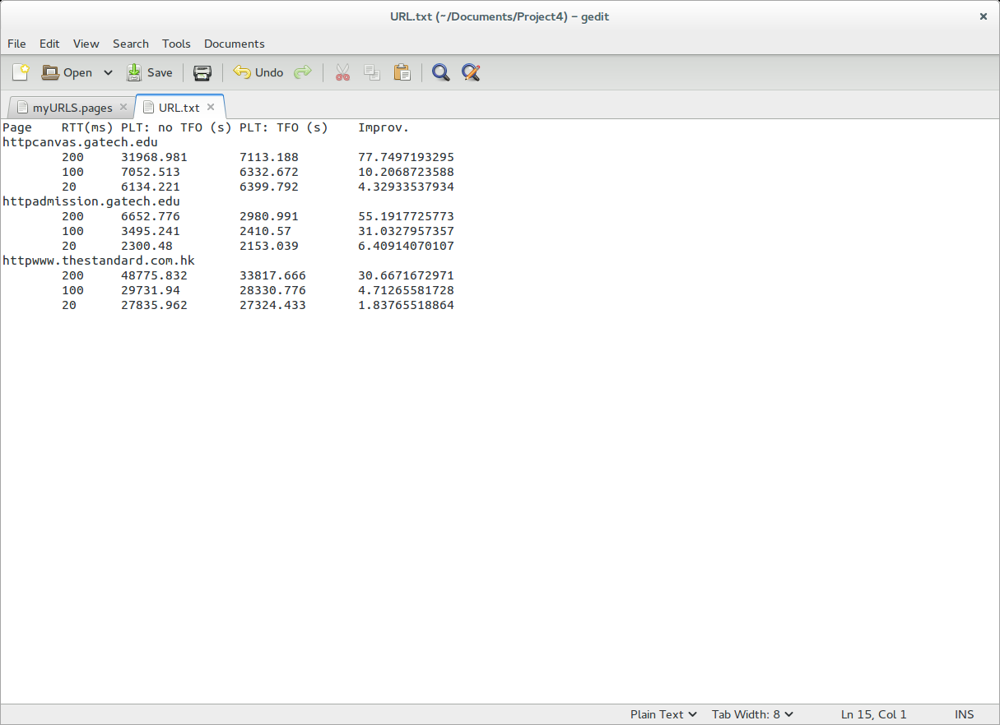 URL.txt (~/Documents/Project4) – gedit
File Edit View Search Tools Documents
Open Save Undo
myURLS.pages URL.txt
Page RTT(ms) PLT: no TFO (s) PLT: TFO (s) Improv.
httpcanvas.gatech.edu
200 31968.981 7113.188 77.7497193295
100 7052.513 6332.672 10.2068723588
20 6134.221 6399.792 4.32933537934
httpadmission.gatech.edu
200 6652.776 2980.991 55.1917725773
100 3495.241 2410.57 31.0327957357
20 2300.48 2153.039 6.40914070107
httpwww.thestandard.com.hk
200 48775.832 33817.666 30.6671672971
100 29731.94 28330.776 4.71265581728
20 27835.962 27324.433 1.83765518864
Plain Text Tab Width: 8 Ln 15, Col 1 INS